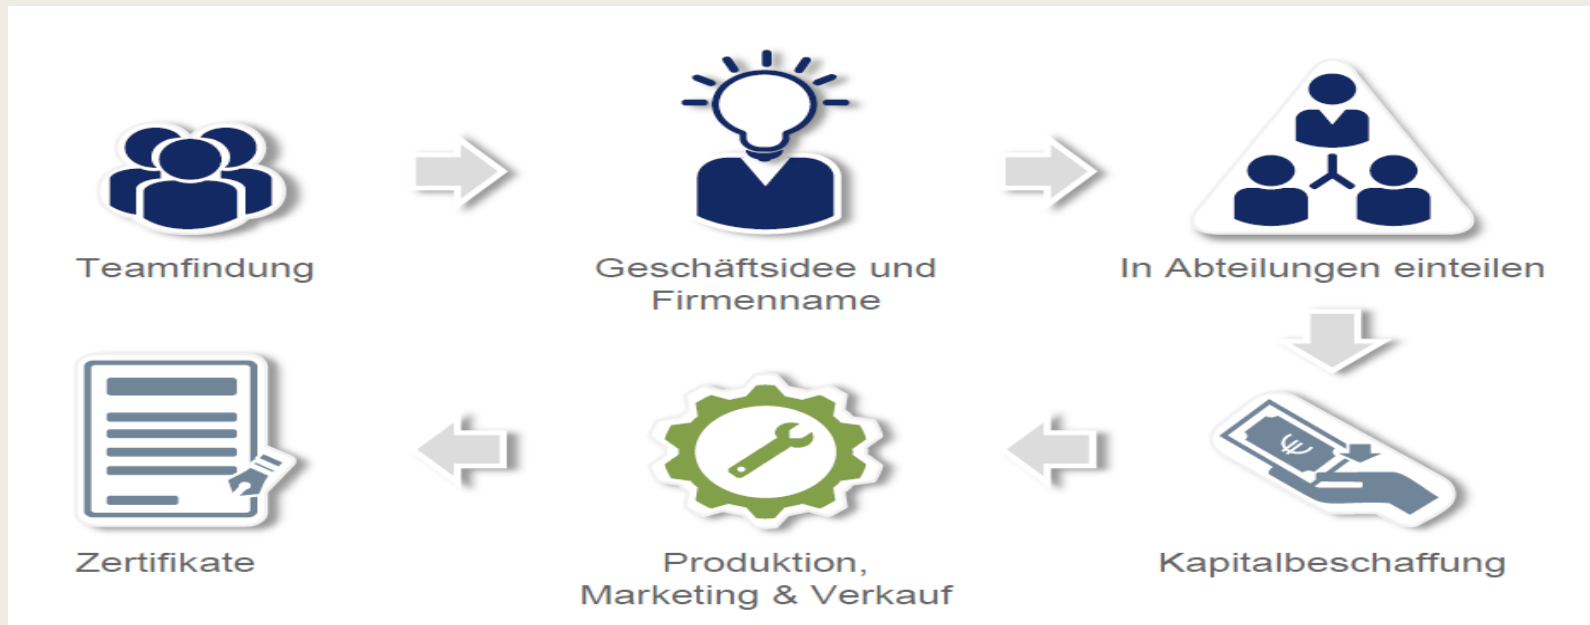 Teamfindung
Geschäftsidee und
Firmenname
In Abteilungen einteilen
Kapitalbeschaffung
Produktion,
Marketing & Verkauf
Zertifikate